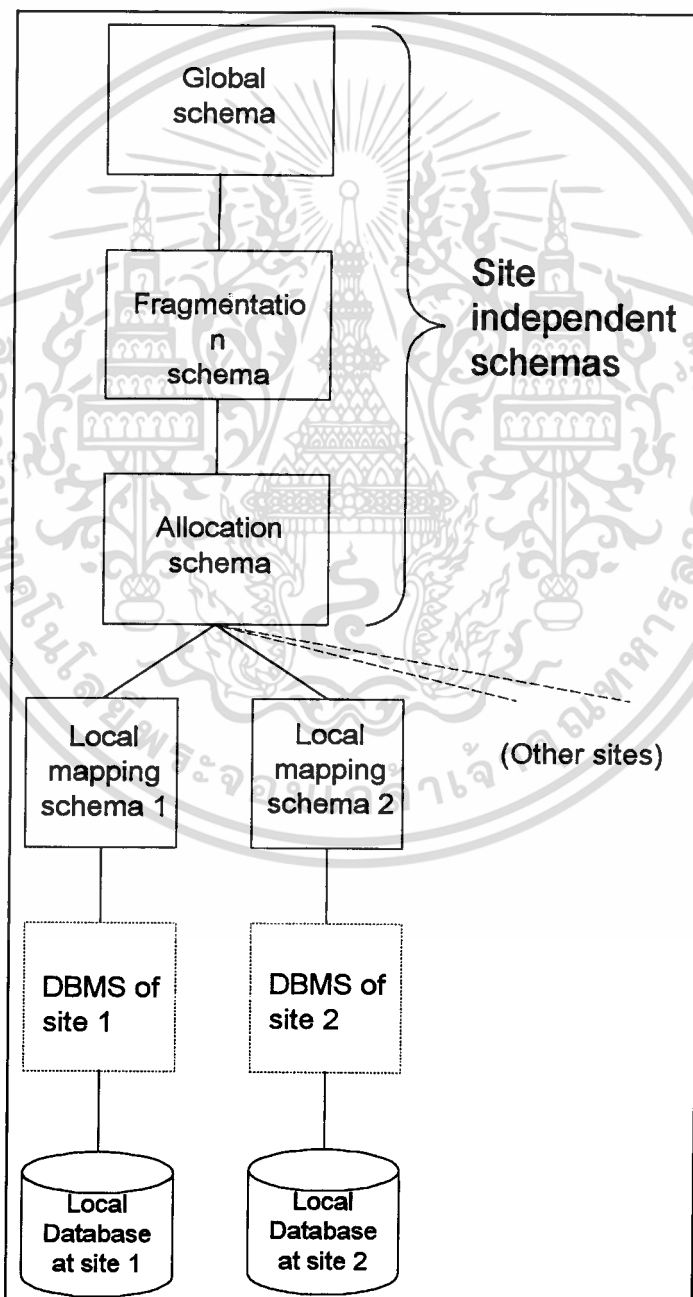 Global
schema
Fragmentatio
n
schema
Allocation
schema
Site
independent
schemas
Local
mapping
schema 1
Local
mapping
schema 2
(Other sites)
DBMS of
site 1
DBMS of
site 2
Local
Database
at site 1
Local
Database
at site 2